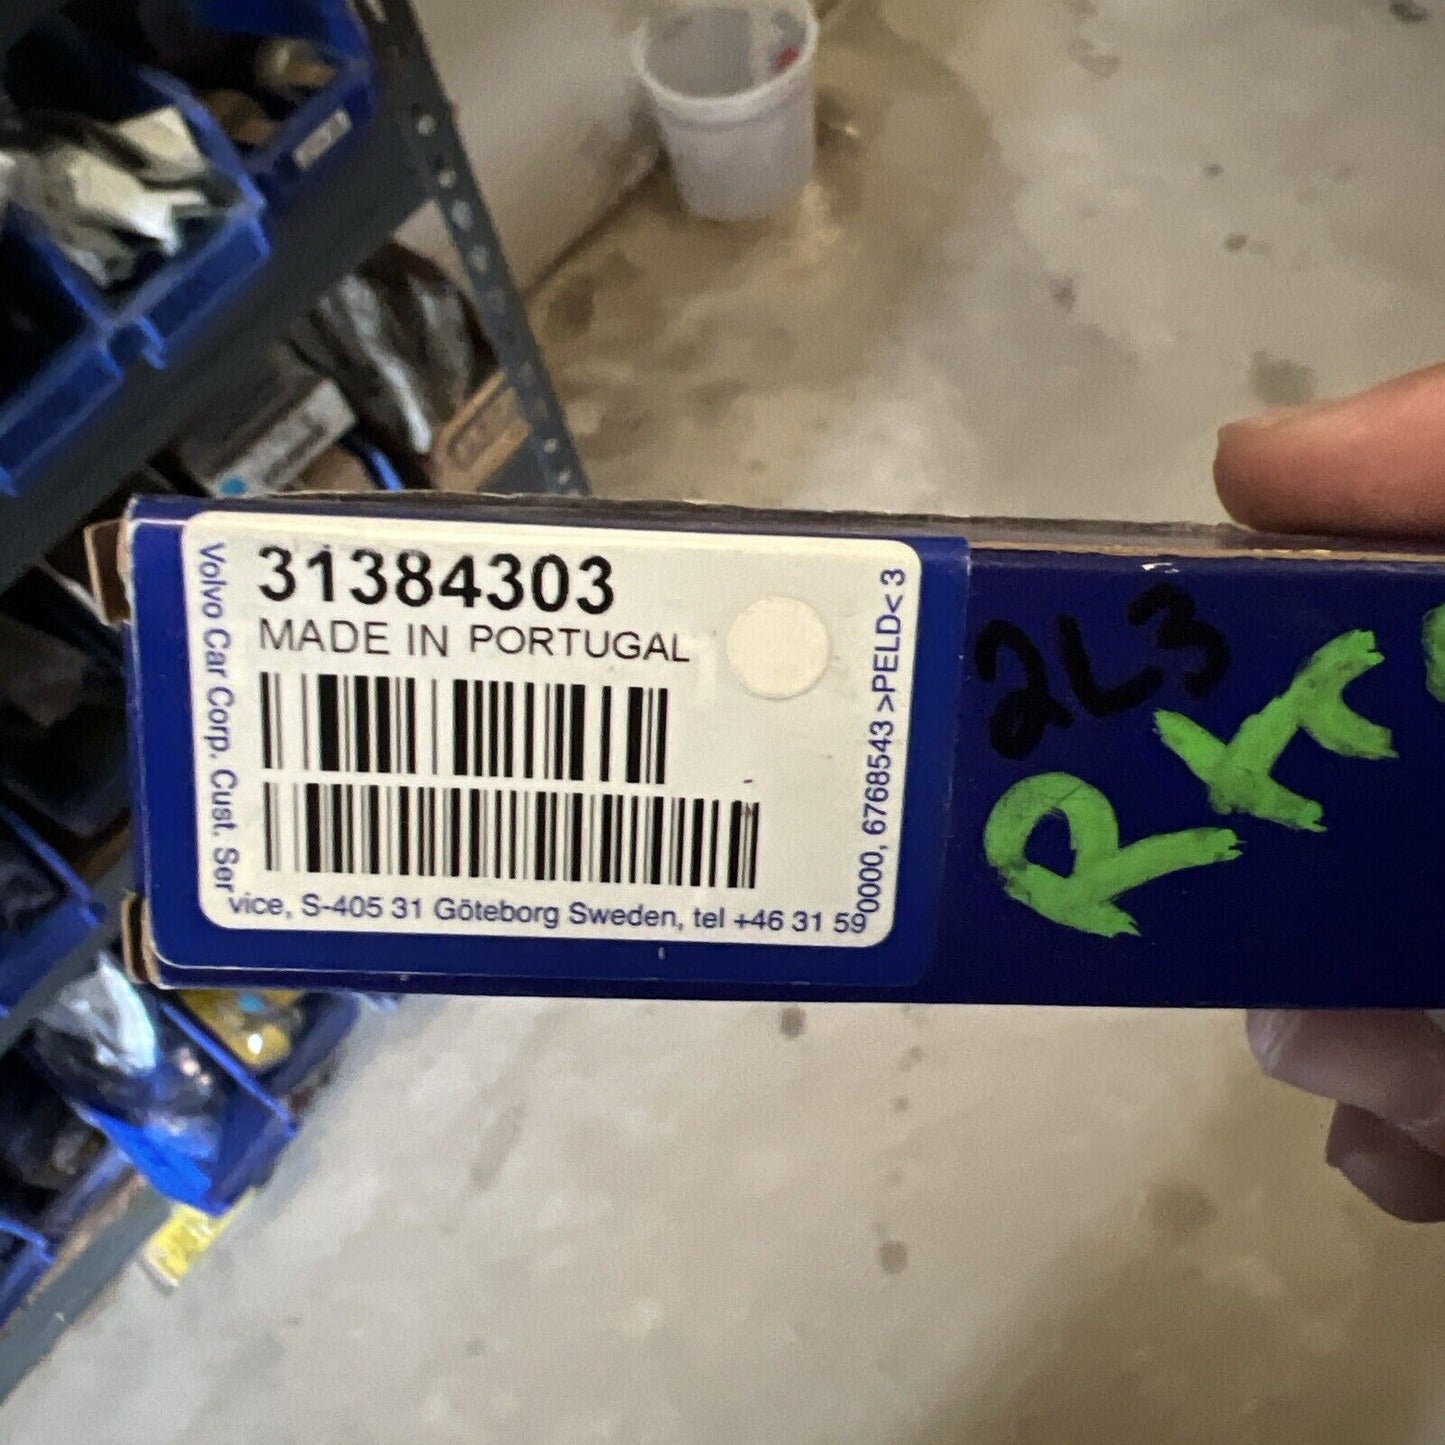 31384303
MADE IN PORTUGAL
Volvo Car Corp. Cust. Service, S-405 31 Göteborg Sweden, tel +46 31 590000, 6768543 >PELD< 3
2L3